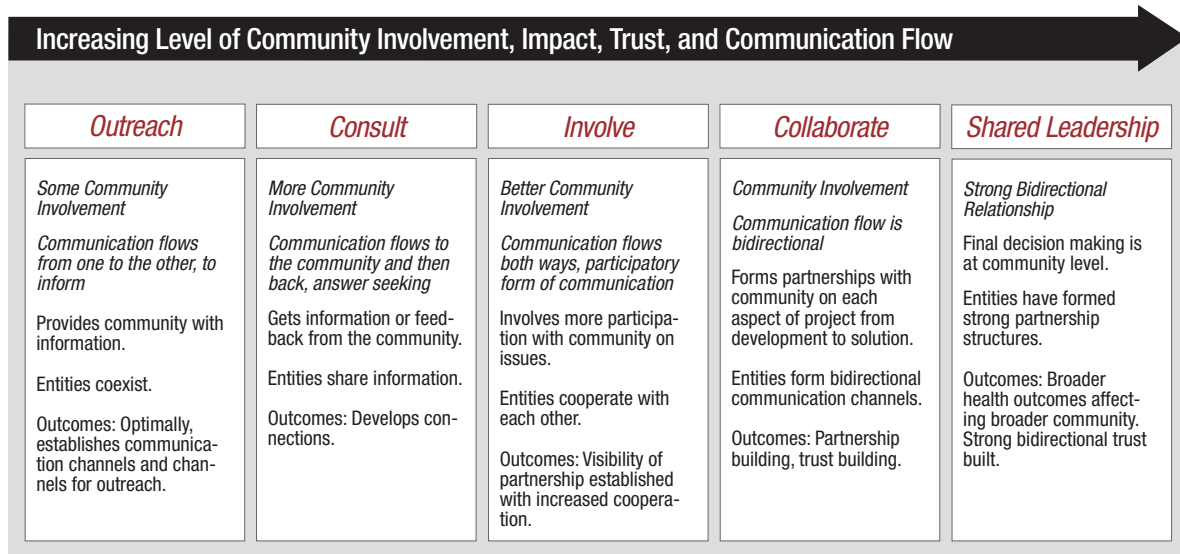 Increasing Level of Community Involvement, Impact, Trust, and Communication Flow
Outreach
Some Community
Involvement
Communication flows
from one to the other, to
inform
Provides community with
information.
Entities coexist.
Outcomes: Optimally,
establishes communica-
tion channels and chan-
nels for outreach.
Consult
More Community
Involvement
Communication flows to
the community and then
back, answer seeking
Gets information or feed-
back from the community.
Entities share information.
Outcomes: Develops con-
nections.
Involve
Better Community
Involvement
Communication flows
both ways, participatory
form of communication
Involves more participa-
tion with community on
issues.
Entities cooperate with
each other.
Outcomes: Visibility of
partnership established
with increased coopera-
tion.
Collaborate
Community Involvement
Communication flow is
bidirectional
Forms partnerships with
community on each
aspect of project from
development to solution.
Entities form bidirectional
communication channels.
Outcomes: Partnership
building, trust building.
Shared Leadership
Strong Bidirectional
Relationship
Final decision making is
at community level.
Entities have formed
strong partnership
structures.
Outcomes: Broader
health outcomes affect-
ing broader community.
Strong bidirectional trust
built.